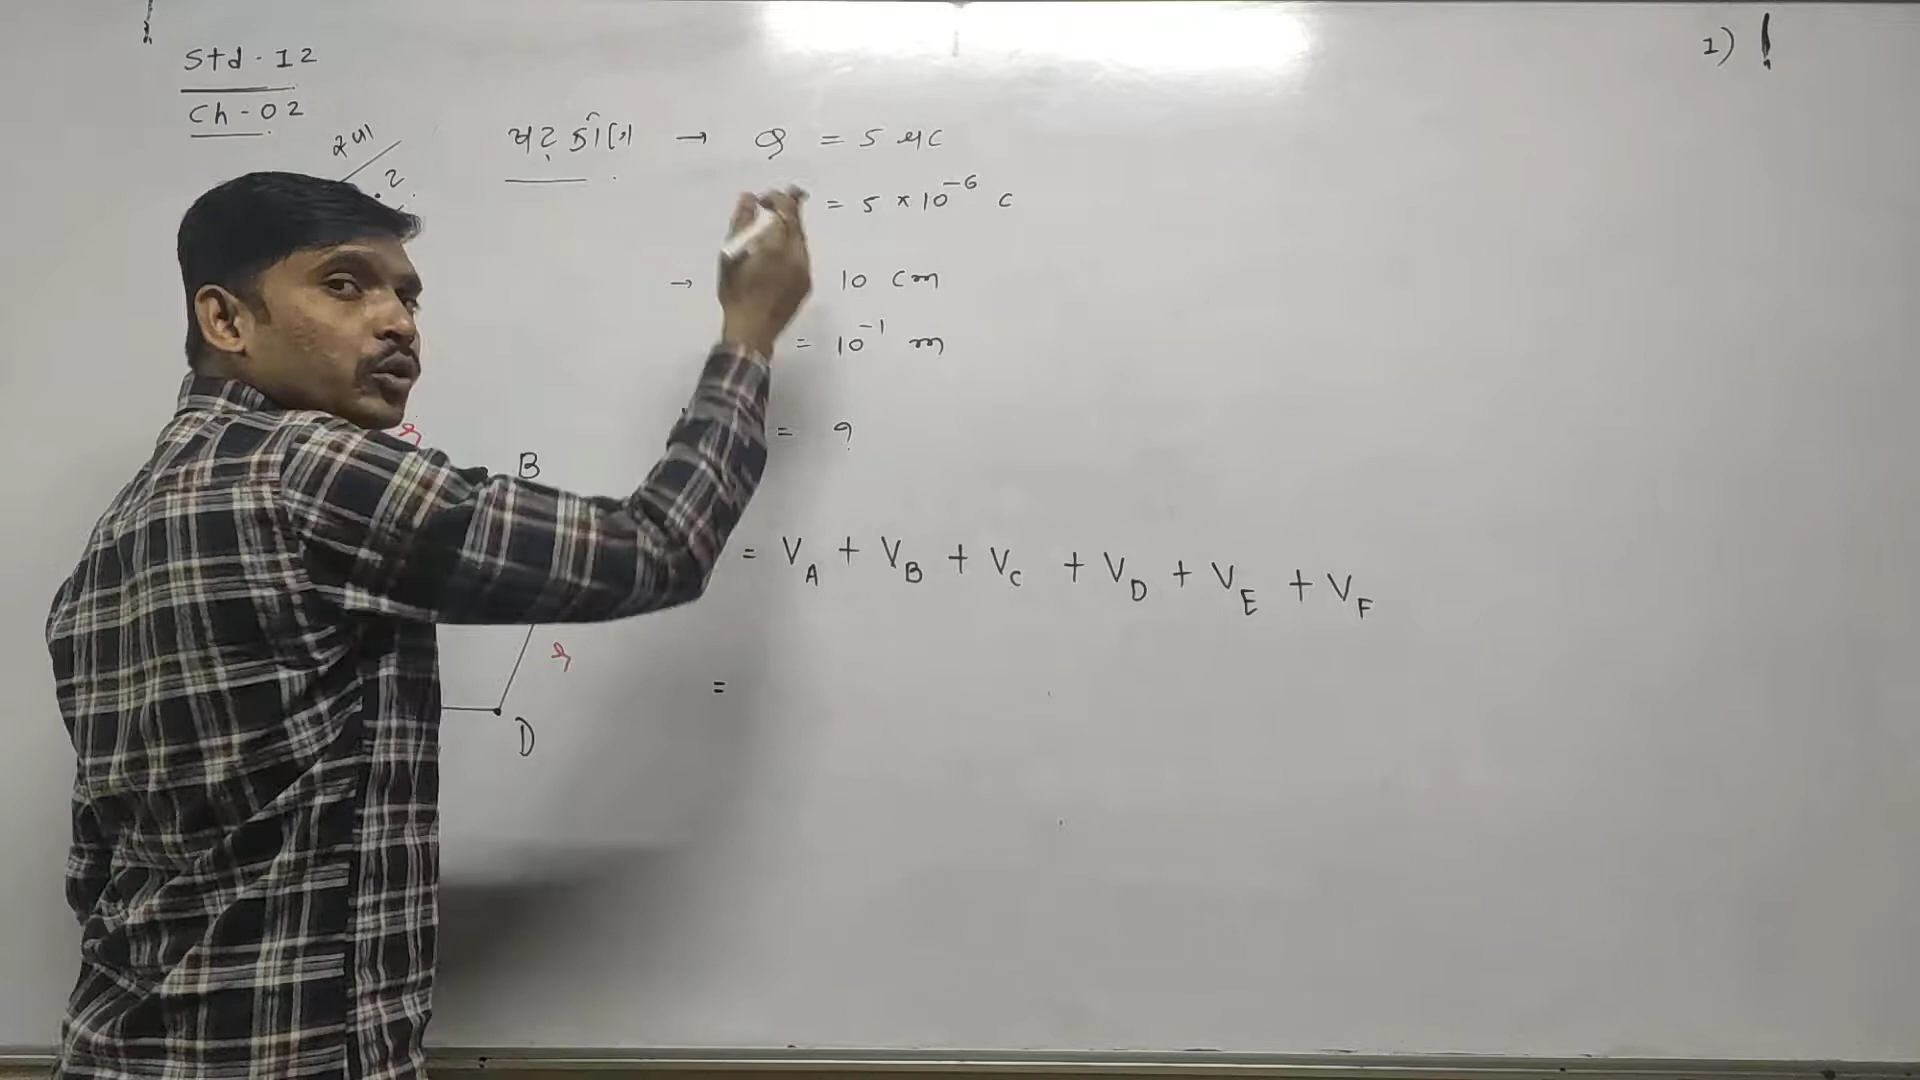 Std. 12
Ch-02
.2
ષટ્કોણ → Q = 5 μC
= 5 × 10⁻⁶ C
→ 10 cm
= 10⁻¹ m
= ?
B
= V_A + V_B + V_C + V_D + V_E + V_F
r
=
D
1)